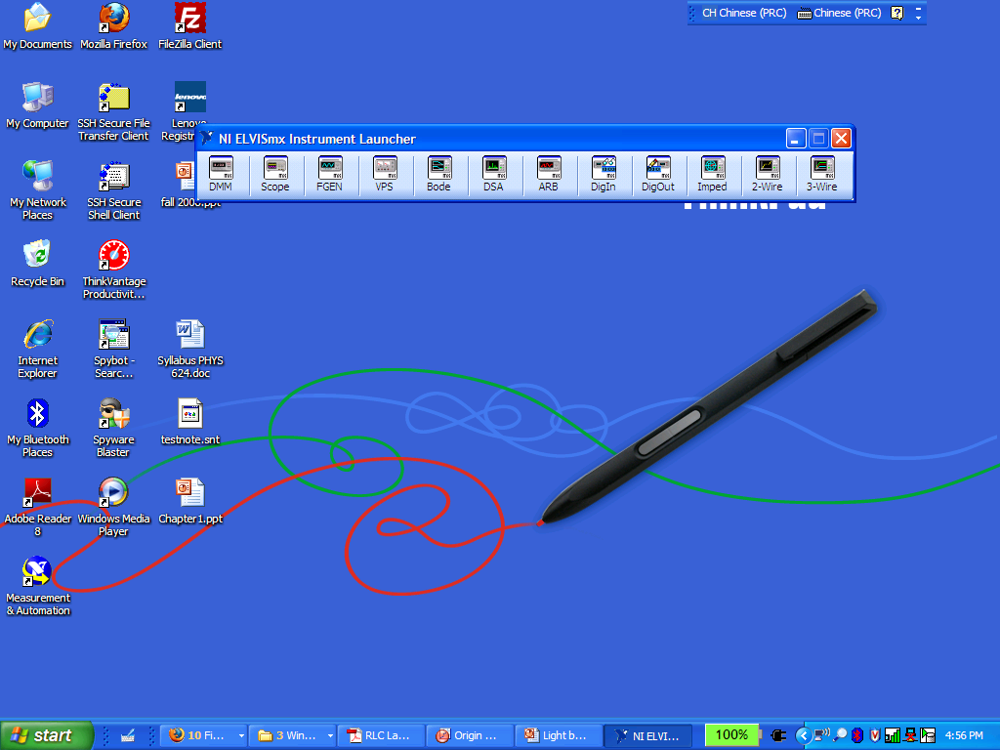 CH Chinese (PRC) Chinese (PRC)
My Documents
Mozilla Firefox
FileZilla Client
My Computer
SSH Secure File
Transfer Client
lenovo
Lenovo
Registr
NI ELVISmx Instrument Launcher
DMM
Scope
FGEN
VPS
Bode
DSA
ARB
DigIn
DigOut
Imped
2-Wire
3-Wire
My Network
Places
SSH Secure
Shell Client
fall 2008.ppt
ThinkPad
Recycle Bin
ThinkVantage
Productivit...
Internet
Explorer
Spybot -
Searc...
Syllabus PHYS
624.doc
My Bluetooth
Places
Spyware
Blaster
testnote.snt
Adobe Reader
8
Windows Media
Player
Chapter1.ppt
Measurement
& Automation
start
10 Fi...
3 Win...
RLC La...
Origin ...
Light b...
NI ELVI...
100%
4:56 PM